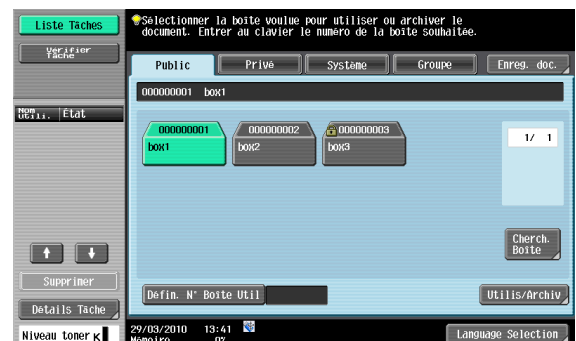 Liste Tâches
Vérifier
Tâche
Nom
Utili.
État
Supprimer
Détails Tâche
Niveau toner K
Sélectionner la boîte voulue pour utiliser ou archiver le
document. Entrer au clavier le numéro de la boîte souhaitée.
Public Privé Système Groupe Enreg. doc.
000000001 box1
000000001 000000002 000000003
box1 box2 box3
1/ 1
Cherch.
Boîte
Défin. N° Boîte Util
Utilis/Archiv
29/03/2010 13:41
Mémoire 0%
Language Selection